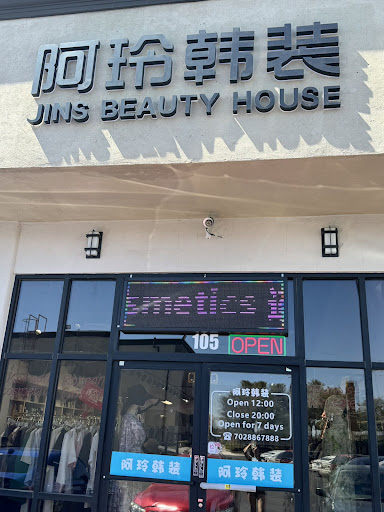 阿玲韩装
JINS BEAUTY HOUSE
smetics
105 OPEN
阿玲韩装
Open 12:00
Close 20:00
Open for 7 days
☎ 7028867888
阿玲韩装 阿玲韩装